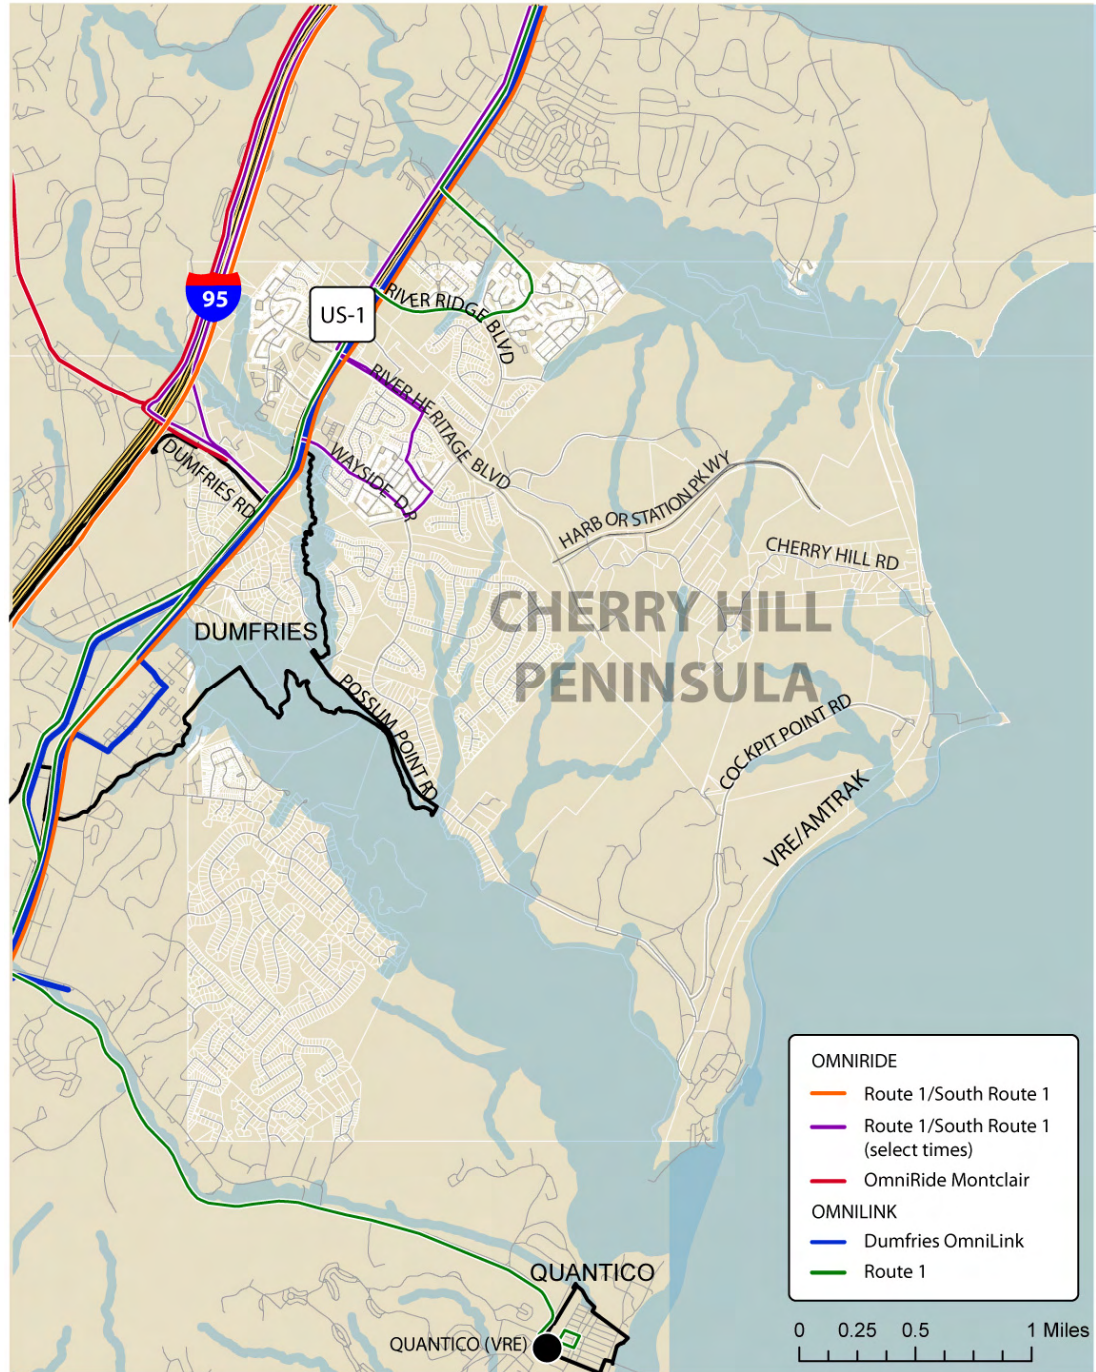 95
US-1
RIVER RIDGE BLVD
RIVER HERITAGE BLVD
WAYSIDE DR
DUMFRIES RD
HARBOR STATION PKWY
CHERRY HILL RD
CHERRY HILL
PENINSULA
DUMFRIES
POSSUM POINT RD
COCKPIT POINT RD
VRE/AMTRAK
OMNIRIDE
Route 1/South Route 1
Route 1/South Route 1
(select times)
OmniRide Montclair
OMNILINK
Dumfries OmniLink
Route 1
QUANTICO
QUANTICO (VRE)
0 0.25 0.5 1 Miles